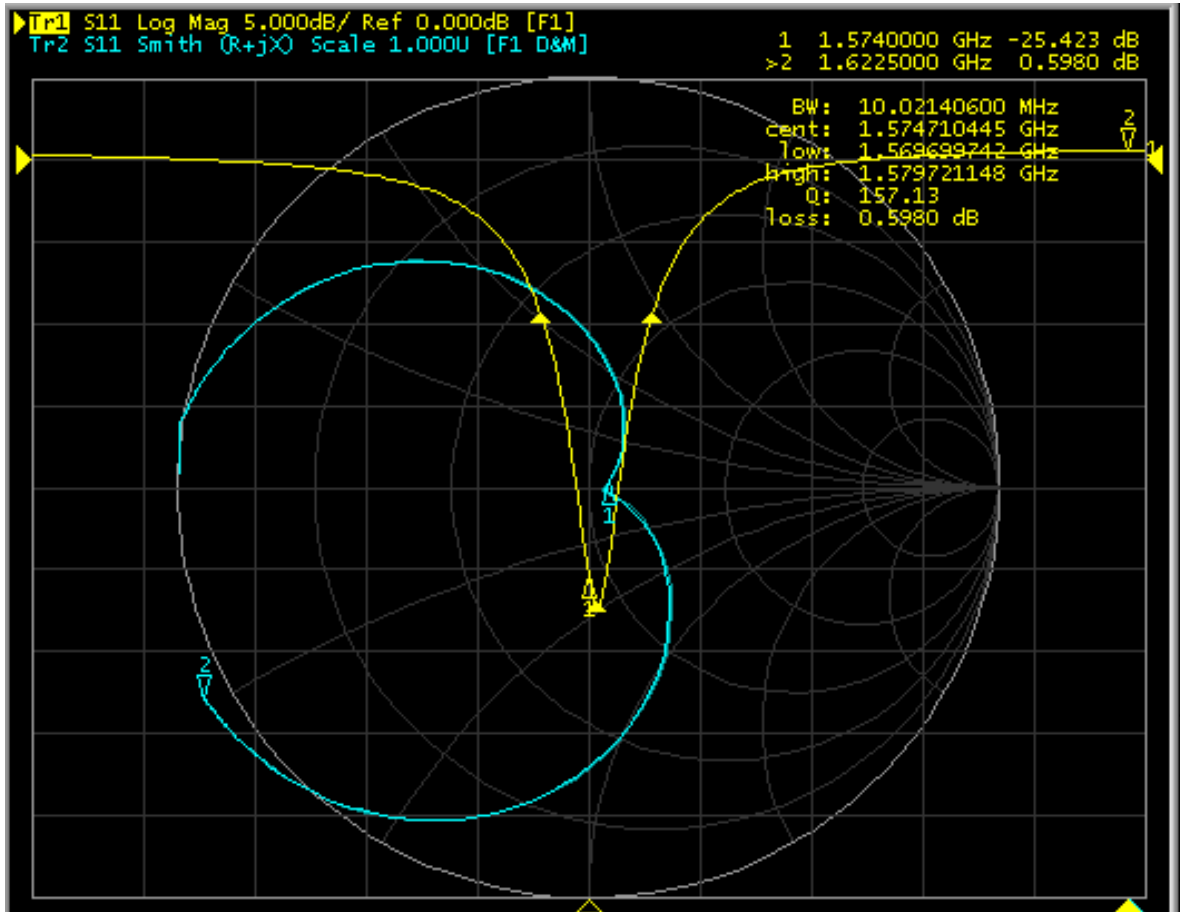 Tr1 S11 Log Mag 5.000dB/ Ref 0.000dB [F1]
Tr2 S11 Smith (R+jX) Scale 1.000U [F1 D&M]
1 1.5740000 GHz -25.423 dB
>2 1.6225000 GHz 0.5980 dB
BW: 10.02140600 MHz
cent: 1.574710445 GHz
low: 1.569699742 GHz
high: 1.579721148 GHz
Q: 157.13
loss: 0.5980 dB
2
1
1
2
1